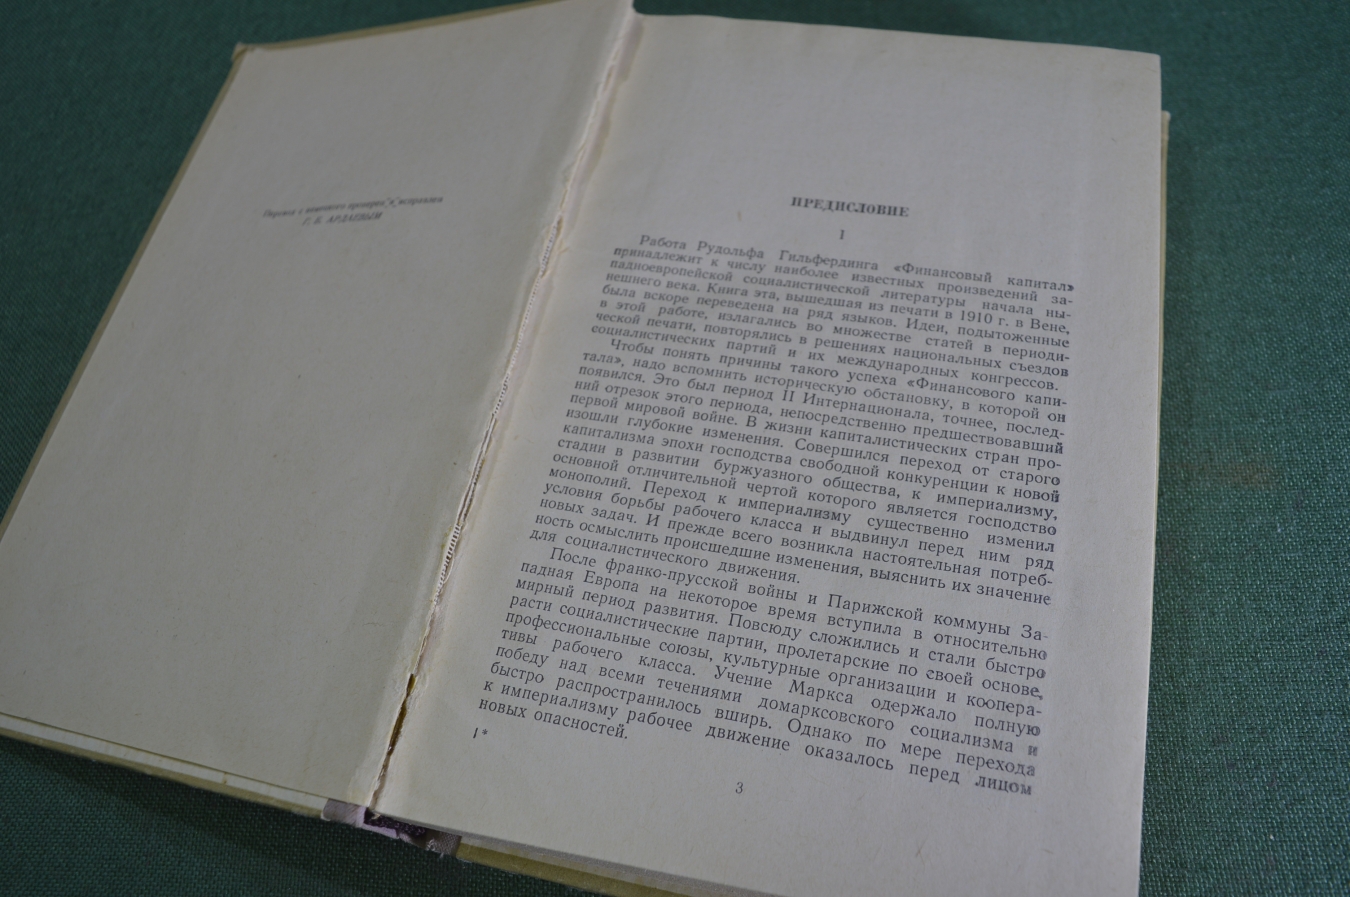 Перевод с немецкого проверен и исправлен
Г. Б. АРДАЕВЫМ
ПРЕДИСЛОВИЕ
1
Работа Рудольфа Гильфердинга «Финансовый капитал»
принадлежит к числу наиболее известных произведений за-
падноевропейской социалистической литературы начала ны-
нешнего века. Книга эта, вышедшая из печати в 1910 г. в Вене,
была вскоре переведена на ряд языков. Идеи, подытоженные
в этой работе, излагались во множестве статей в периоди-
ческой печати, повторялись в решениях национальных съездов
социалистических партий и их международных конгрессов.
Чтобы понять причины такого успеха «Финансового капи-
тала», надо вспомнить историческую обстановку, в которой он
появился. Это был период II Интернационала, точнее, послед-
ний отрезок этого периода, непосредственно предшествовавший
первой мировой войне. В жизни капиталистических стран про-
изошли глубокие изменения. Совершился переход от старого
капитализма эпохи господства свободной конкуренции к новой
стадии в развитии буржуазного общества, к империализму,
основной отличительной чертой которого является господство
монополий. Переход к империализму существенно изменил
условия борьбы рабочего класса и выдвинул перед ним ряд
новых задач. И прежде всего возникла настоятельная потреб-
ность осмыслить происшедшие изменения, выяснить их значение
для социалистического движения.
После франко-прусской войны и Парижской коммуны За-
падная Европа на некоторое время вступила в относительно
мирный период развития. Повсюду сложились и стали быстро
расти социалистические партии, пролетарские по своей основе,
профессиональные союзы, культурные организации и коопера-
тивы рабочего класса. Учение Маркса одержало полную
победу над всеми течениями домарксовского социализма и
быстро распространилось вширь. Однако по мере перехода
к империализму рабочее движение оказалось перед лицом
новых опасностей.
1*
3